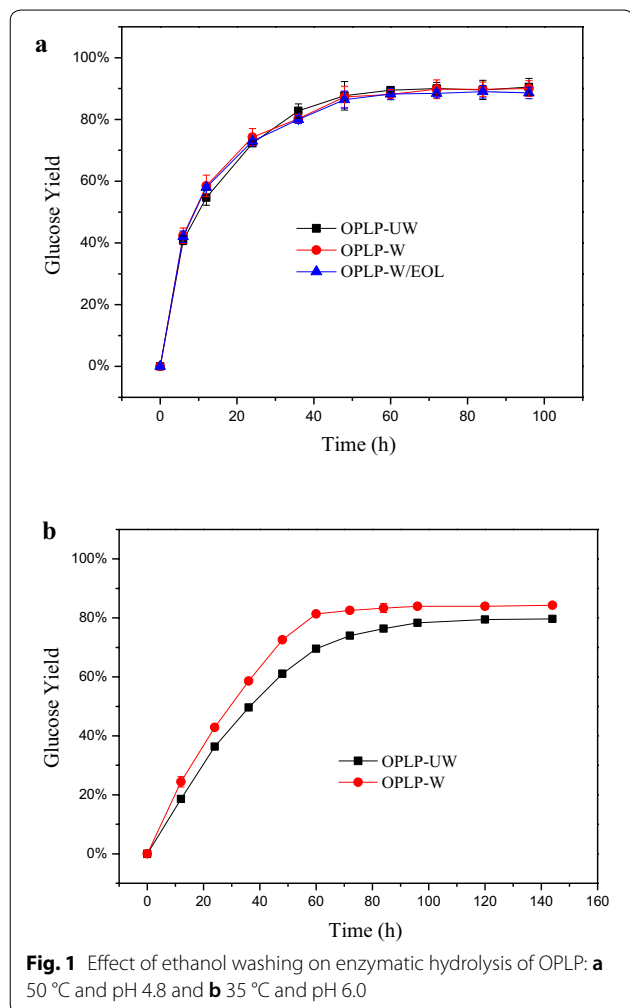 a
100%
80%
60%
40%
20%
0%
Glucose Yield
OPLP-UW
OPLP-W
OPLP-W/EOL
0 20 40 60 80 100
Time (h)
b
100%
80%
60%
40%
20%
0%
Glucose Yield
OPLP-UW
OPLP-W
0 20 40 60 80 100 120 140 160
Time (h)
Fig. 1 Effect of ethanol washing on enzymatic hydrolysis of OPLP: a
50 °C and pH 4.8 and b 35 °C and pH 6.0